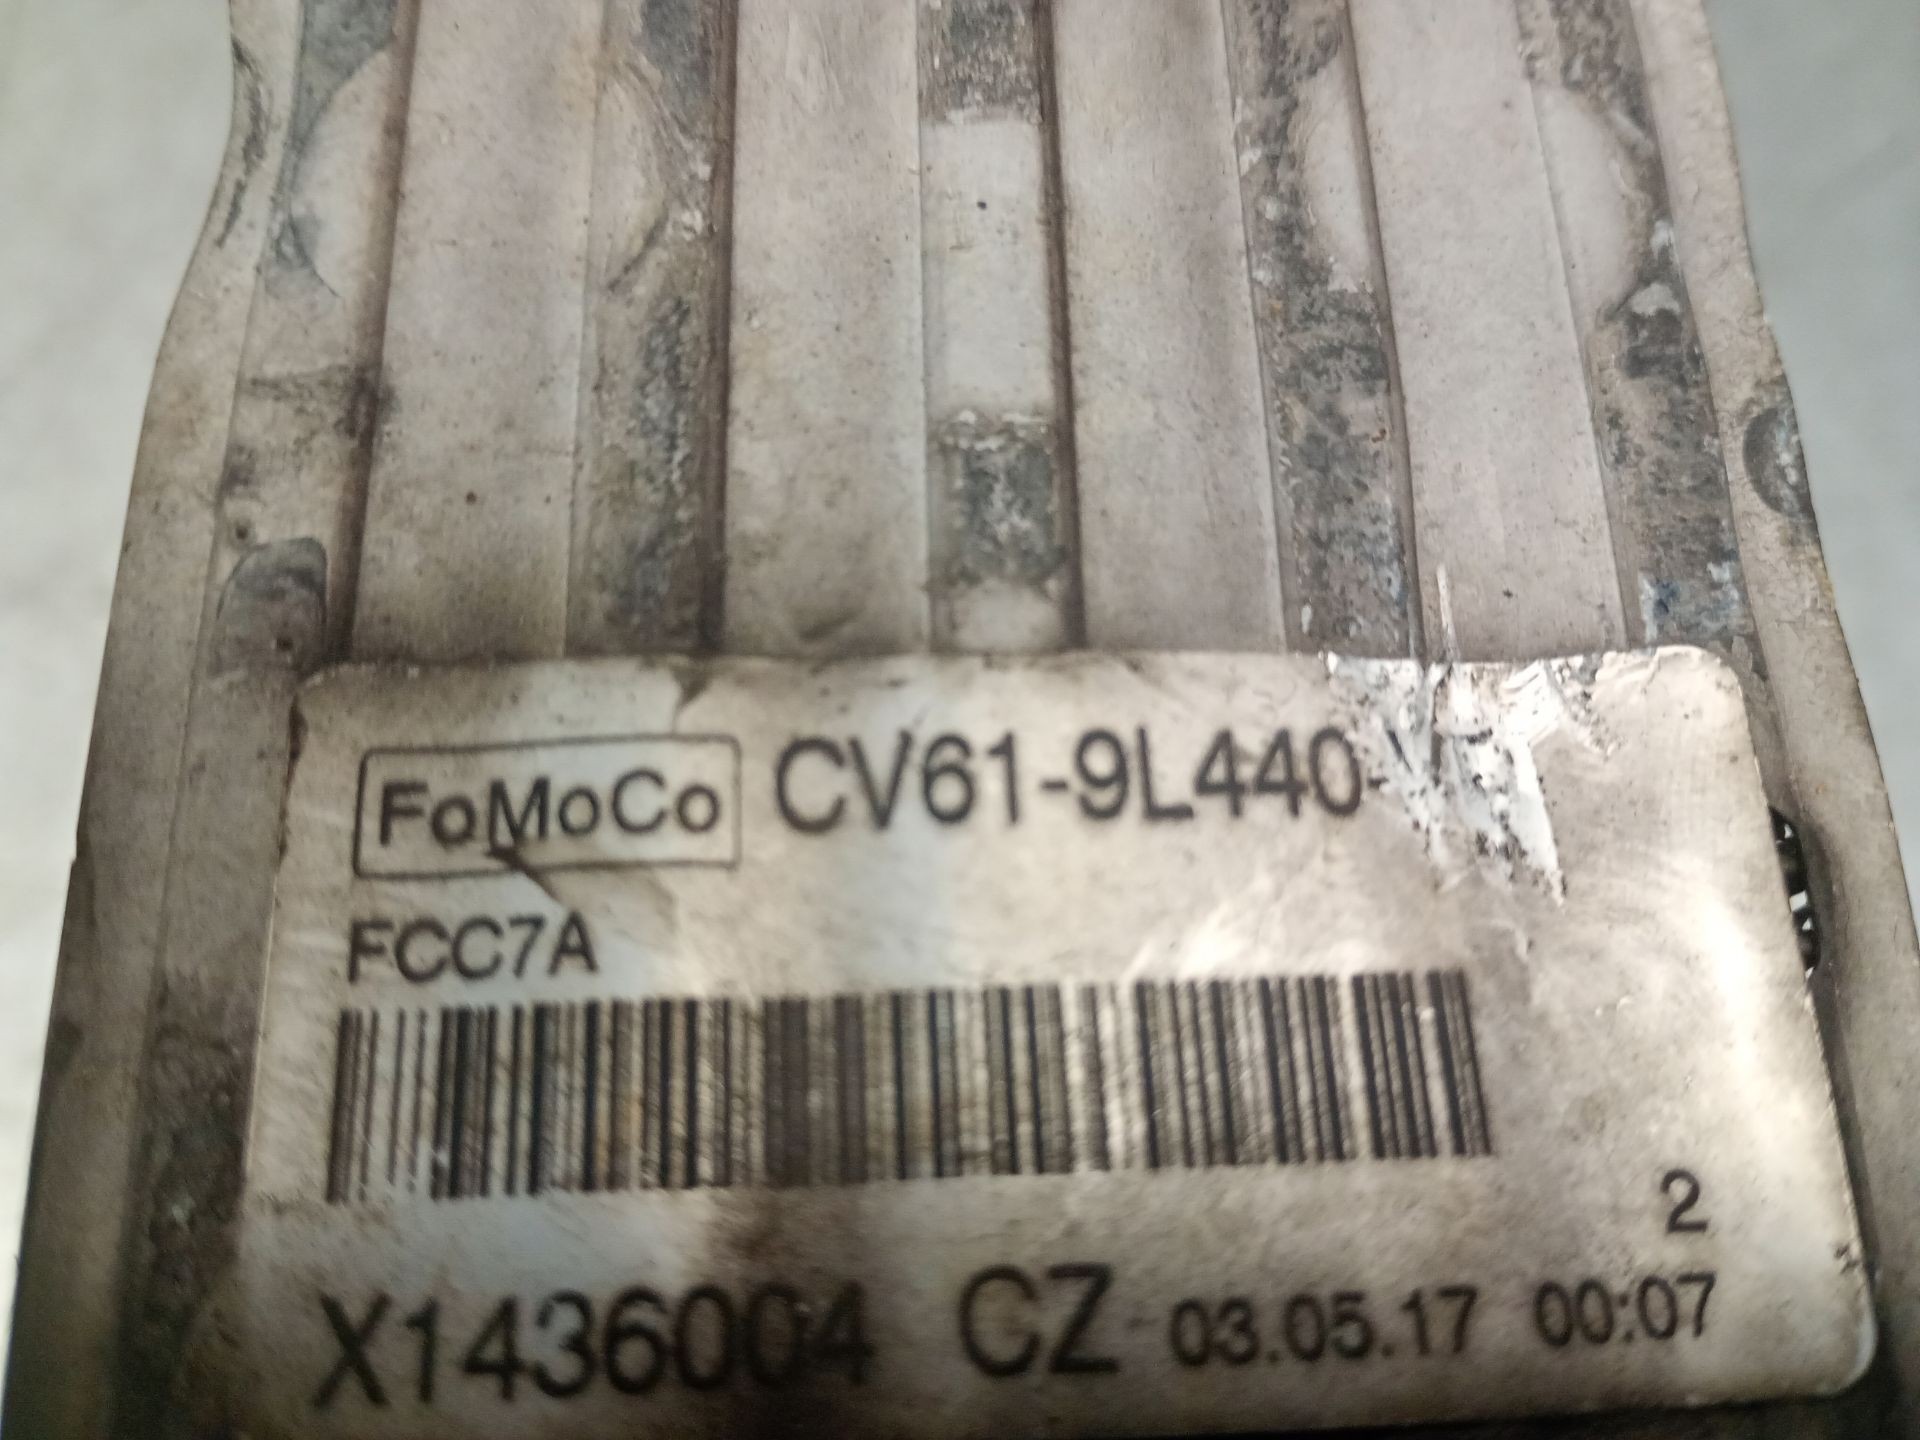 FoMoCo CV61-9L440-
FCC7A
2
X1436004 CZ 03.05.17 00:07